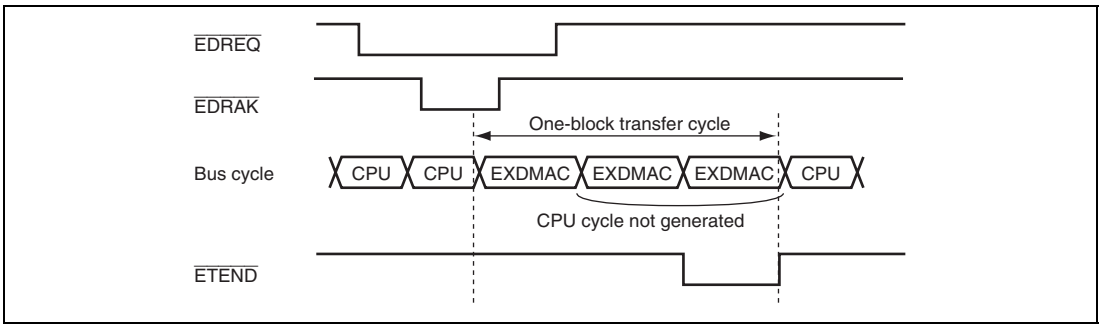 EDREQ
EDRAK
One-block transfer cycle
Bus cycle CPU CPU EXDMAC EXDMAC EXDMAC CPU
CPU cycle not generated
ETEND